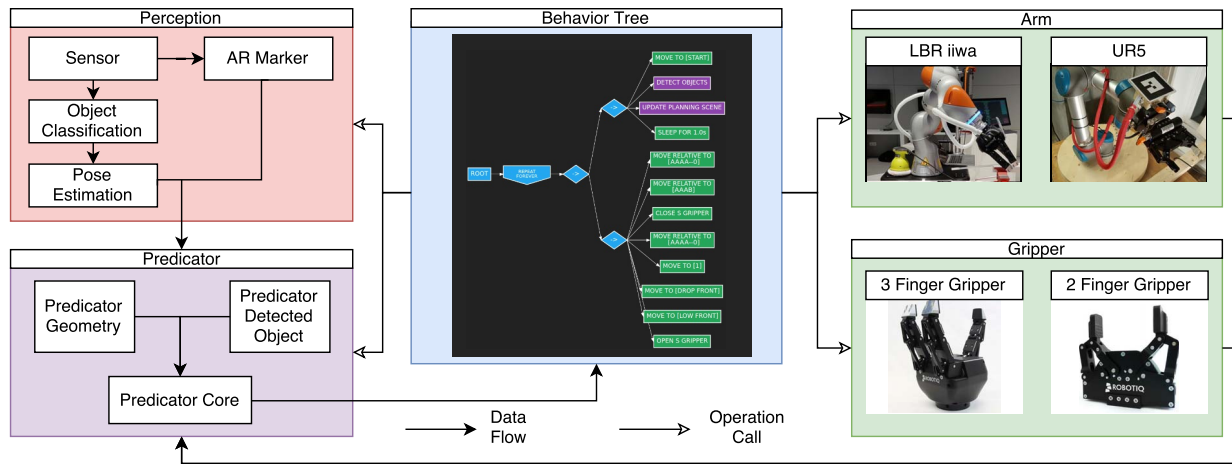 Perception
Sensor
AR Marker
Object
Classification
Pose
Estimation
Predicator
Predicator
Geometry
Predicator
Detected
Object
Predicator Core
Behavior Tree
ROOT
REPEAT
FOREVER
->
->
MOVE TO [START]
DETECT OBJECTS
UPDATE PLANNING SCENE
SLEEP FOR 1.0s
->
MOVE RELATIVE TO
[AAAA--0]
MOVE RELATIVE TO
[AAAB]
CLOSE S GRIPPER
MOVE RELATIVE TO
[AAAA--0]
MOVE TO [1]
MOVE TO [DROP FRONT]
MOVE TO [LOW FRONT]
OPEN S GRIPPER
Data
Flow
Operation
Call
Arm
LBR iiwa
UR5
Gripper
3 Finger Gripper
2 Finger Gripper
ROBOTIQ
ROBOTIQ